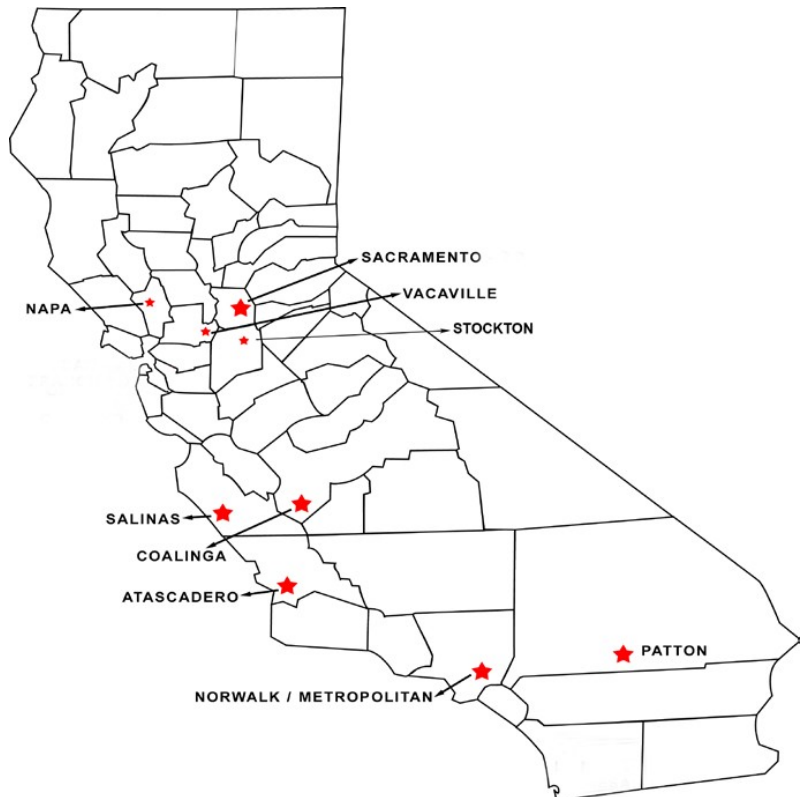 SACRAMENTO
VACAVILLE
NAPA
STOCKTON
SALINAS
COALINGA
ATASCADERO
PATTON
NORWALK / METROPOLITAN